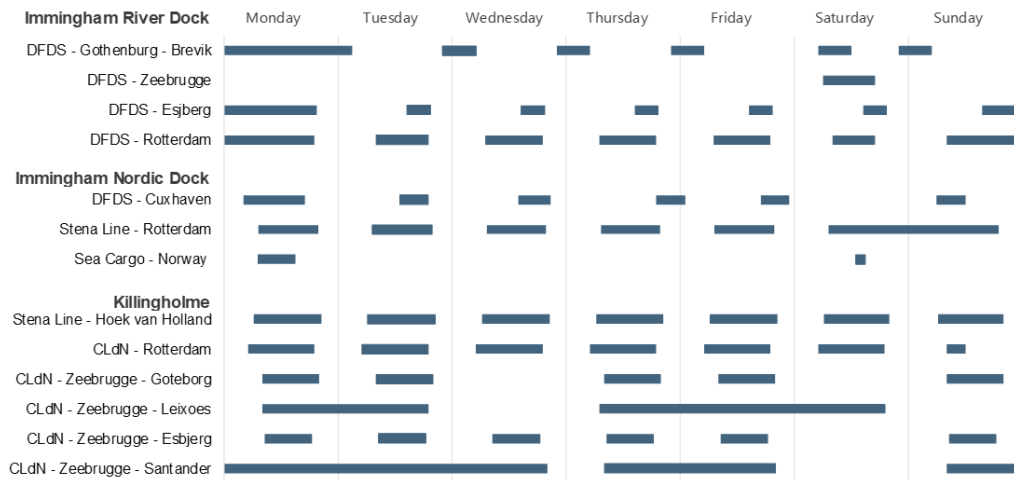 Immingham River Dock Monday Tuesday Wednesday Thursday Friday Saturday Sunday
DFDS - Gothenburg - Brevik
DFDS - Zeebrugge
DFDS - Esjberg
DFDS - Rotterdam
Immingham Nordic Dock
DFDS - Cuxhaven
Stena Line - Rotterdam
Sea Cargo - Norway
Killingholme
Stena Line - Hoek van Holland
CLdN - Rotterdam
CLdN - Zeebrugge - Goteborg
CLdN - Zeebrugge - Leixoes
CLdN - Zeebrugge - Esbjerg
CLdN - Zeebrugge - Santander